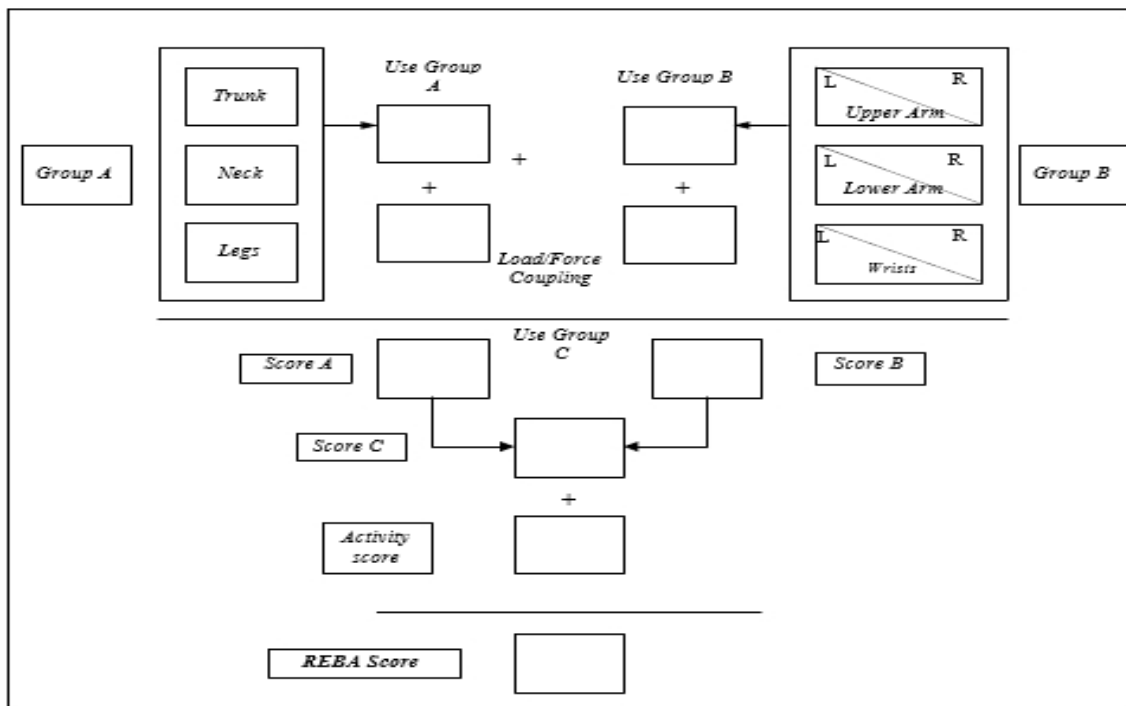 Group A
Trunk
Neck
Legs
Use Group
A
+
+
Load/Force
Coupling
Use Group B
+
L R
Upper Arm
L R
Lower Arm
L R
Wrists
Group B
Use Group
C
Score A
Score B
Score C
+
Activity
score
REBA Score